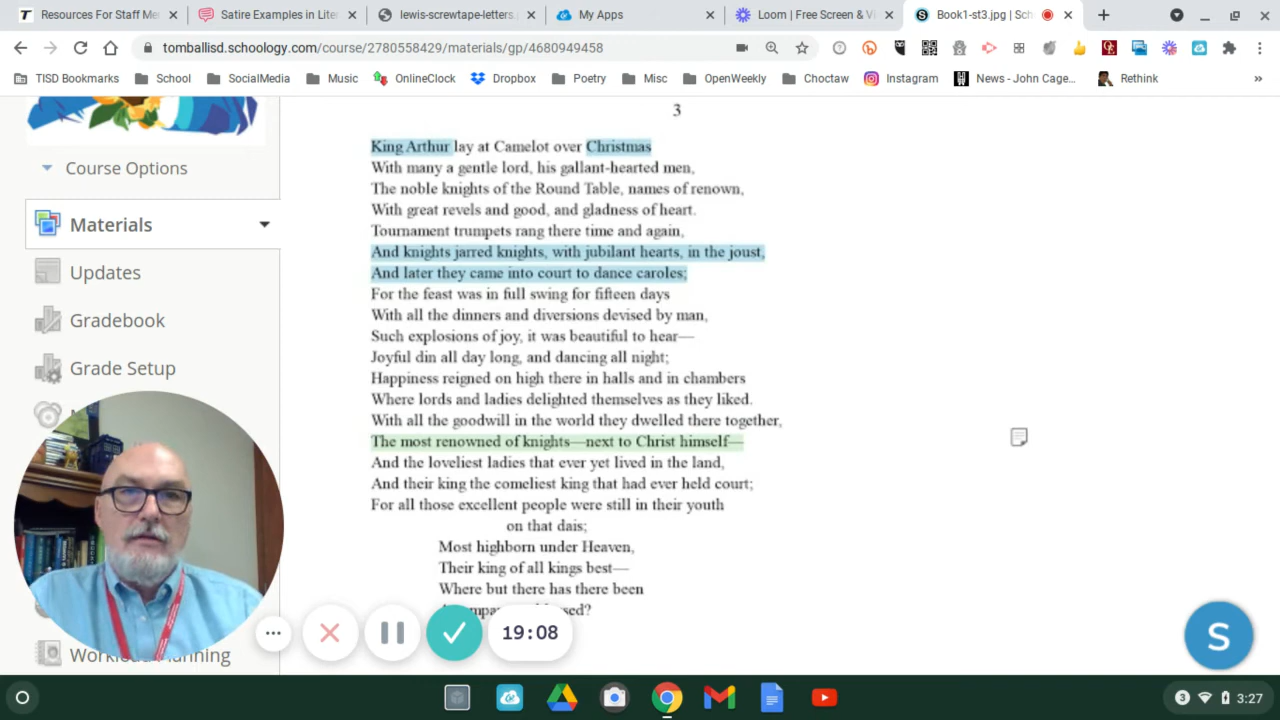 Resources For Staff Me
Satire Examples in Lite
lewis-screwtape-letters.
My Apps
Loom | Free Screen & Vi
Book1-st3.jpg | Sch
tomballisd.schoology.com/course/2780558429/materials/gp/4680949458
TISD Bookmarks School SocialMedia Music OnlineClock Dropbox Poetry Misc OpenWeekly Choctaw Instagram News - John Cage... Rethink »
Course Options
Materials
Updates
Gradebook
Grade Setup
Planning
3
King Arthur lay at Camelot over Christmas
With many a gentle lord, his gallant-hearted men,
The noble knights of the Round Table, names of renown,
With great revels and good, and gladness of heart.
Tournament trumpets rang there time and again,
And knights jarred knights, with jubilant hearts, in the joust,
And later they came into court to dance caroles;
For the feast was in full swing for fifteen days
With all the dinners and diversions devised by man,
Such explosions of joy, it was beautiful to hear—
Joyful din all day long, and dancing all night;
Happiness reigned on high there in halls and in chambers
Where lords and ladies delighted themselves as they liked.
With all the goodwill in the world they dwelled there together,
The most renowned of knights—next to Christ himself—
And the loveliest ladies that ever yet lived in the land,
And their king the comeliest king that had ever held court;
For all those excellent people were still in their youth
on that dais;
Most highborn under Heaven,
Their king of all kings best—
Where but there has there been
19:08
S
3 3:27